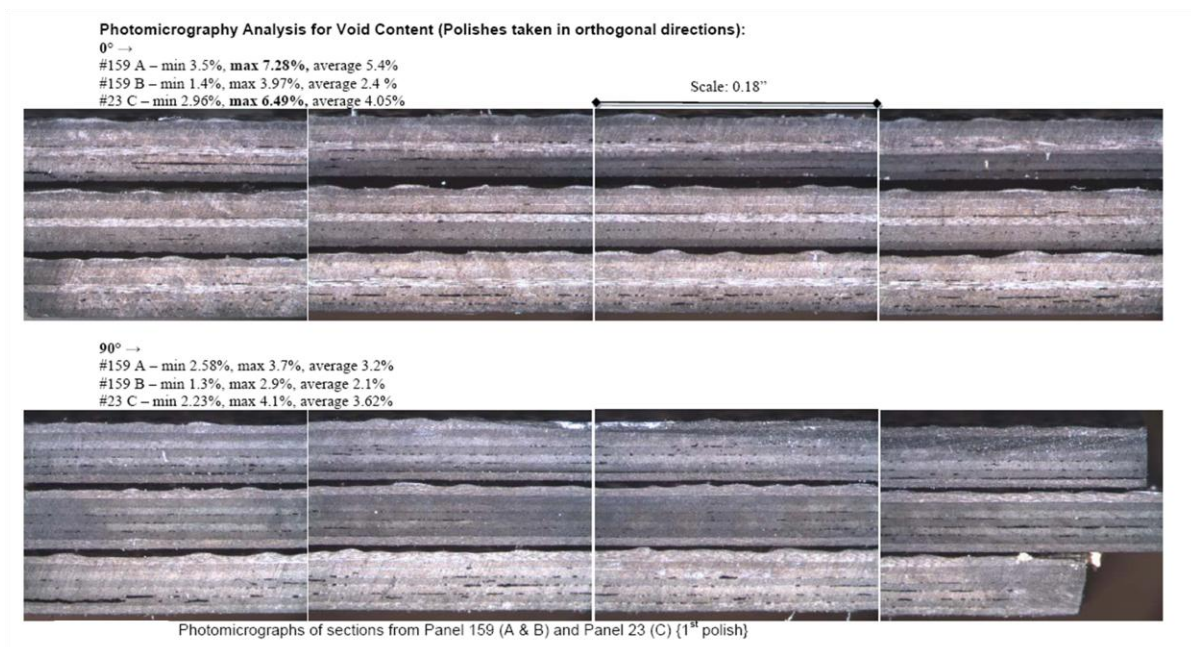 Photomicrography Analysis for Void Content (Polishes taken in orthogonal directions):
0° →
#159 A – min 3.5%, max 7.28%, average 5.4%
#159 B – min 1.4%, max 3.97%, average 2.4 %
#23 C – min 2.96%, max 6.49%, average 4.05%
Scale: 0.18”
90° →
#159 A – min 2.58%, max 3.7%, average 3.2%
#159 B – min 1.3%, max 2.9%, average 2.1%
#23 C – min 2.23%, max 4.1%, average 3.62%
Photomicrographs of sections from Panel 159 (A & B) and Panel 23 (C) {1st polish}